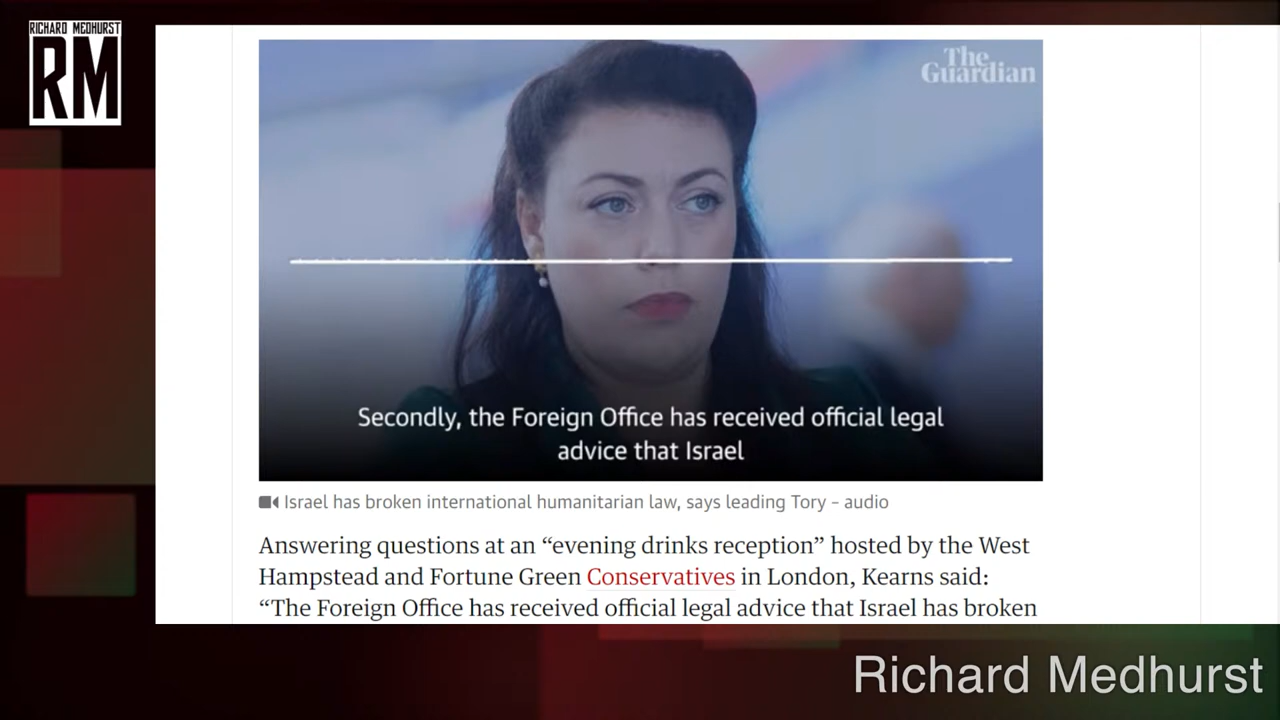 RICHARD MEDHURST
RM
The
Guardian
Secondly, the Foreign Office has received official legal
advice that Israel
Israel has broken international humanitarian law, says leading Tory – audio
Answering questions at an “evening drinks reception” hosted by the West
Hampstead and Fortune Green Conservatives in London, Kearns said:
“The Foreign Office has received official legal advice that Israel has broken
Richard Medhurst